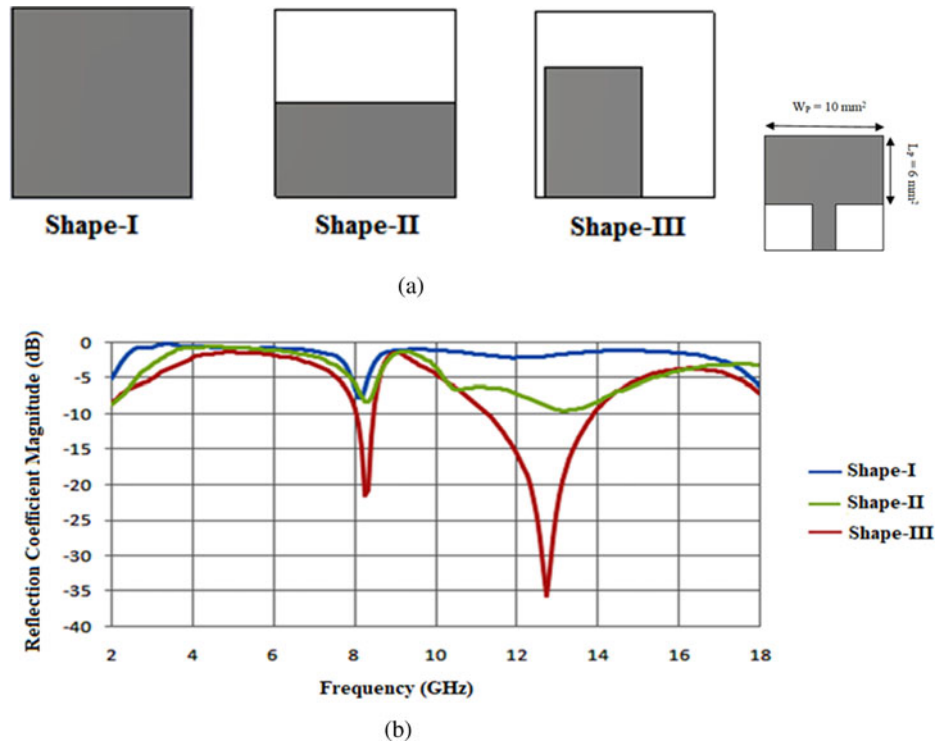 Shape-I
Shape-II
Shape-III
W_P = 10 mm²
L_P = 6 mm²
(a)
Reflection Coefficient Magnitude (dB)
0
-5
-10
-15
-20
-25
-30
-35
-40
2 4 6 8 10 12 14 16 18
Frequency (GHz)
Shape-I
Shape-II
Shape-III
(b)